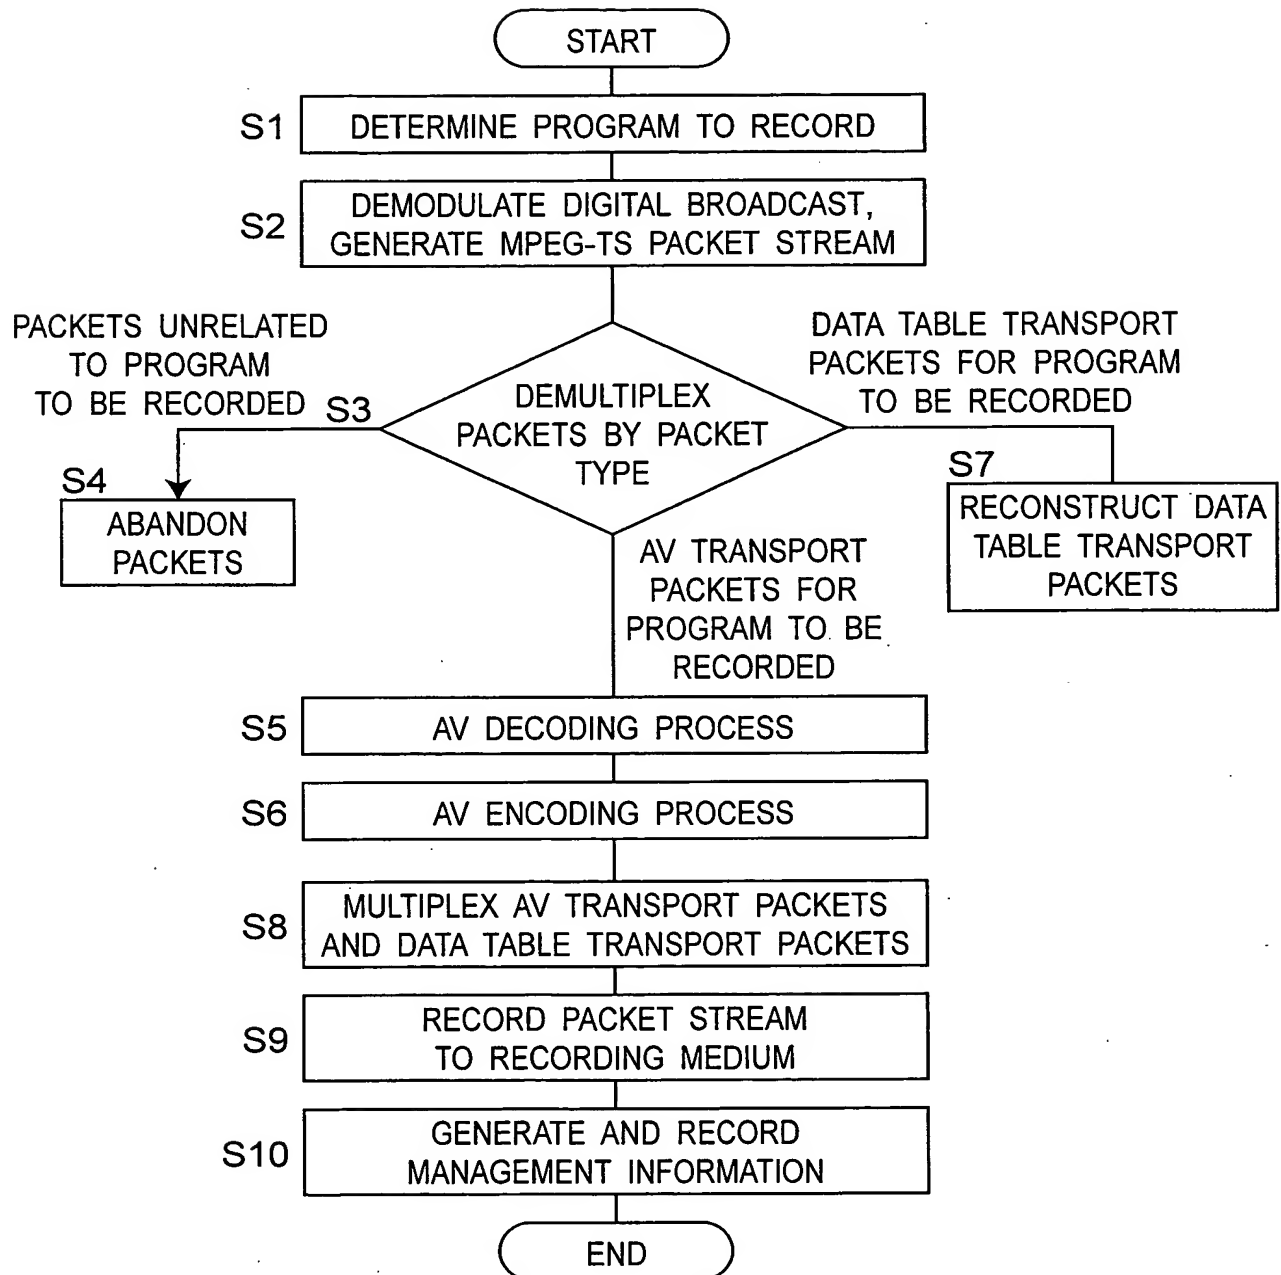 START
S1
DETERMINE PROGRAM TO RECORD
S2
DEMODULATE DIGITAL BROADCAST,
GENERATE MPEG-TS PACKET STREAM
PACKETS UNRELATED
TO PROGRAM
TO BE RECORDED
DATA TABLE TRANSPORT
PACKETS FOR PROGRAM
TO BE RECORDED
S3
DEMULTIPLEX
PACKETS BY PACKET
TYPE
S4
ABANDON
PACKETS
S7
RECONSTRUCT DATA
TABLE TRANSPORT
PACKETS
AV TRANSPORT
PACKETS FOR
PROGRAM TO BE
RECORDED
S5
AV DECODING PROCESS
S6
AV ENCODING PROCESS
S8
MULTIPLEX AV TRANSPORT PACKETS
AND DATA TABLE TRANSPORT PACKETS
S9
RECORD PACKET STREAM
TO RECORDING MEDIUM
S10
GENERATE AND RECORD
MANAGEMENT INFORMATION
END